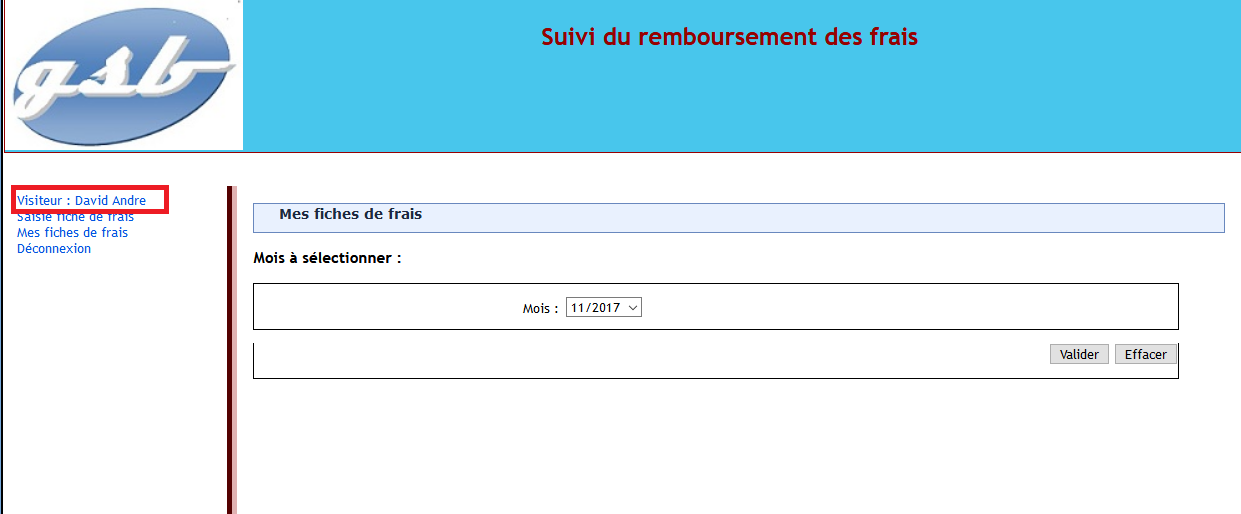 gsb
Suivi du remboursement des frais
Visiteur : David Andre
Saisie fiche de frais
Mes fiches de frais
Déconnexion
Mes fiches de frais
Mois à sélectionner :
Mois : 11/2017
Valider Effacer